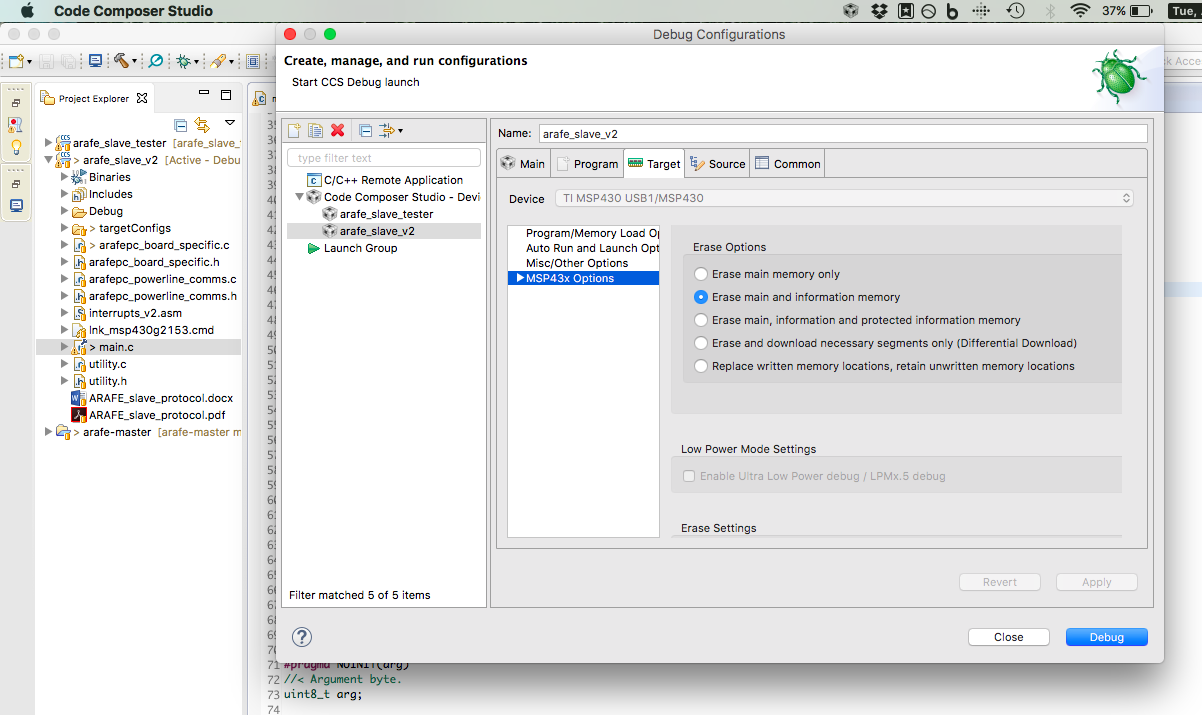 Code Composer Studio
37%
Tue,
Debug Configurations
Create, manage, and run configurations
Start CCS Debug launch
ck Acce
Project Explorer
arafe_slave_tester [arafe_slave_
> arafe_slave_v2 [Active - Debu
Binaries
Includes
Debug
> targetConfigs
> arafepc_board_specific.c
arafepc_board_specific.h
arafepc_powerline_comms.c
arafepc_powerline_comms.h
interrupts_v2.asm
lnk_msp430g2153.cmd
> main.c
utility.c
utility.h
ARAFE_slave_protocol.docx
ARAFE_slave_protocol.pdf
> arafe-master [arafe-master m
type filter text
C/C++ Remote Application
Code Composer Studio - Devi
arafe_slave_tester
arafe_slave_v2
Launch Group
Filter matched 5 of 5 items
Name: arafe_slave_v2
Main
Program
Target
Source
Common
Device TI MSP430 USB1/MSP430
Program/Memory Load Op
Auto Run and Launch Opt
Misc/Other Options
MSP43x Options
Erase Options
Erase main memory only
Erase main and information memory
Erase main, information and protected information memory
Erase and download necessary segments only (Differential Download)
Replace written memory locations, retain unwritten memory locations
Low Power Mode Settings
Enable Ultra Low Power debug / LPMx.5 debug
Erase Settings
Revert
Apply
?
Close
Debug
71 #pragma NOINIT(arg)
72 //< Argument byte.
73 uint8_t arg;
74